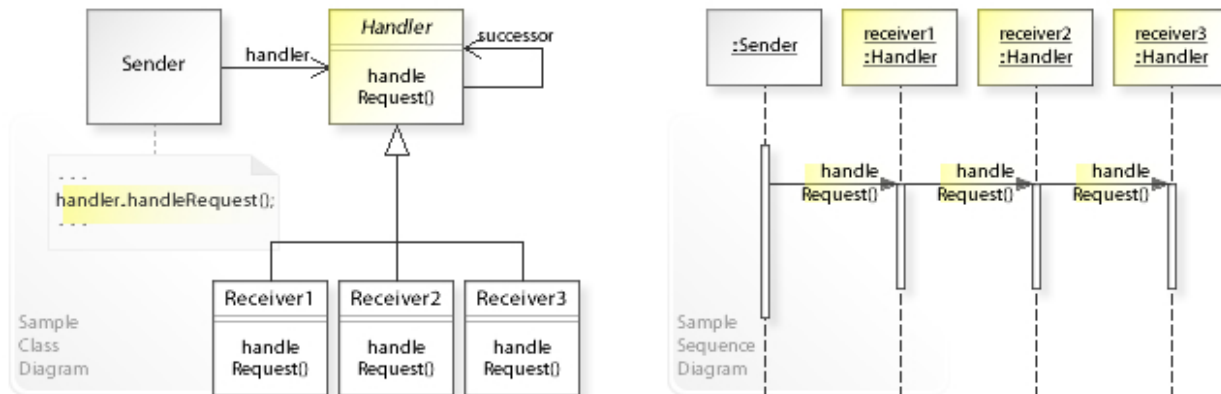 Sender
handler
Handler
handle
Request()
successor
. . .
handler.handleRequest();
. . .
Receiver1
handle
Request()
Receiver2
handle
Request()
Receiver3
handle
Request()
Sample
Class
Diagram
:Sender
receiver1
:Handler
receiver2
:Handler
receiver3
:Handler
handle
Request()
handle
Request()
handle
Request()
Sample
Sequence
Diagram